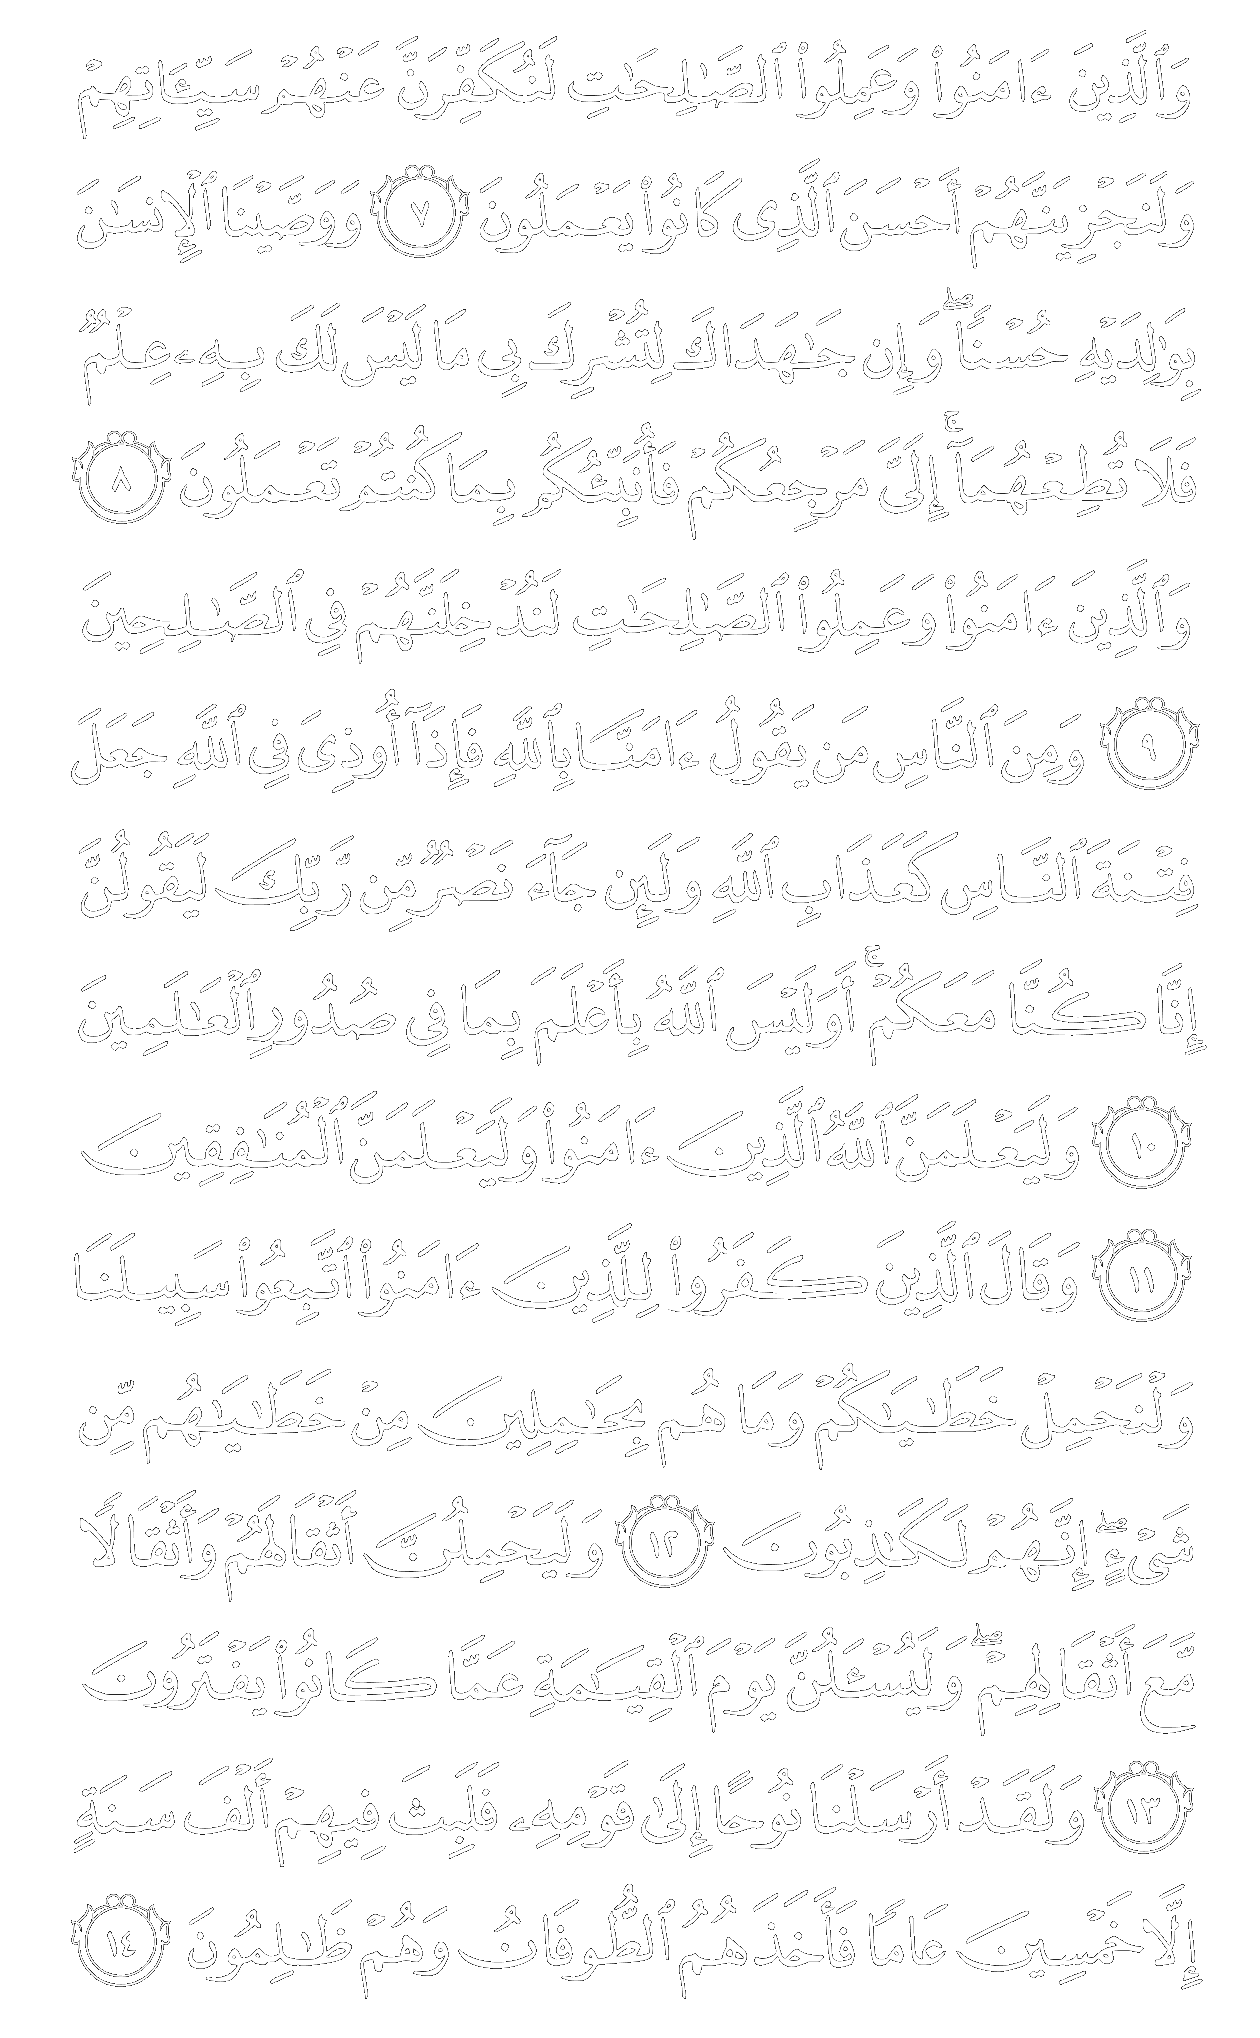 وَٱلَّذِينَ ءَامَنُوا۟ وَعَمِلُوا۟ ٱلصَّـٰلِحَـٰتِ لَنُكَفِّرَنَّ عَنْهُمْ سَيِّـَٔاتِهِمْ
وَلَنَجْزِيَنَّهُمْ أَحْسَنَ ٱلَّذِى كَانُوا۟ يَعْمَلُونَ ٧ وَوَصَّيْنَا ٱلْإِنسَـٰنَ
بِوَٰلِدَيْهِ حُسْنًا ۖ وَإِن جَـٰهَدَاكَ لِتُشْرِكَ بِى مَا لَيْسَ لَكَ بِهِۦ عِلْمٌ
فَلَا تُطِعْهُمَآ ۚ إِلَىَّ مَرْجِعُكُمْ فَأُنَبِّئُكُم بِمَا كُنتُمْ تَعْمَلُونَ ٨
وَٱلَّذِينَ ءَامَنُوا۟ وَعَمِلُوا۟ ٱلصَّـٰلِحَـٰتِ لَنُدْخِلَنَّهُمْ فِى ٱلصَّـٰلِحِينَ
٩ وَمِنَ ٱلنَّاسِ مَن يَقُولُ ءَامَنَّا بِٱللَّهِ فَإِذَآ أُوذِىَ فِى ٱللَّهِ جَعَلَ
فِتْنَةَ ٱلنَّاسِ كَعَذَابِ ٱللَّهِ وَلَئِن جَآءَ نَصْرٌ مِّن رَّبِّكَ لَيَقُولُنَّ
إِنَّا كُنَّا مَعَكُمْ ۚ أَوَلَيْسَ ٱللَّهُ بِأَعْلَمَ بِمَا فِى صُدُورِ ٱلْعَـٰلَمِينَ
١٠ وَلَيَعْلَمَنَّ ٱللَّهُ ٱلَّذِينَ ءَامَنُوا۟ وَلَيَعْلَمَنَّ ٱلْمُنَـٰفِقِينَ
١١ وَقَالَ ٱلَّذِينَ كَفَرُوا۟ لِلَّذِينَ ءَامَنُوا۟ ٱتَّبِعُوا۟ سَبِيلَنَا
وَلْنَحْمِلْ خَطَـٰيَـٰكُمْ وَمَا هُم بِحَـٰمِلِينَ مِنْ خَطَـٰيَـٰهُم مِّن
شَىْءٍ ۖ إِنَّهُمْ لَكَـٰذِبُونَ ١٢ وَلَيَحْمِلُنَّ أَثْقَالَهُمْ وَأَثْقَالًا
مَّعَ أَثْقَالِهِمْ ۖ وَلَيُسْـَٔلُنَّ يَوْمَ ٱلْقِيَـٰمَةِ عَمَّا كَانُوا۟ يَفْتَرُونَ
١٣ وَلَقَدْ أَرْسَلْنَا نُوحًا إِلَىٰ قَوْمِهِۦ فَلَبِثَ فِيهِمْ أَلْفَ سَنَةٍ
إِلَّا خَمْسِينَ عَامًا فَأَخَذَهُمُ ٱلطُّوفَانُ وَهُمْ ظَـٰلِمُونَ ١٤